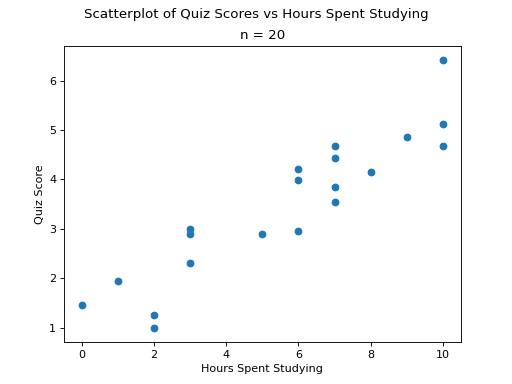 Scatterplot of Quiz Scores vs Hours Spent Studying
n = 20
6
5
4
3
2
1
Quiz Score
0 2 4 6 8 10
Hours Spent Studying